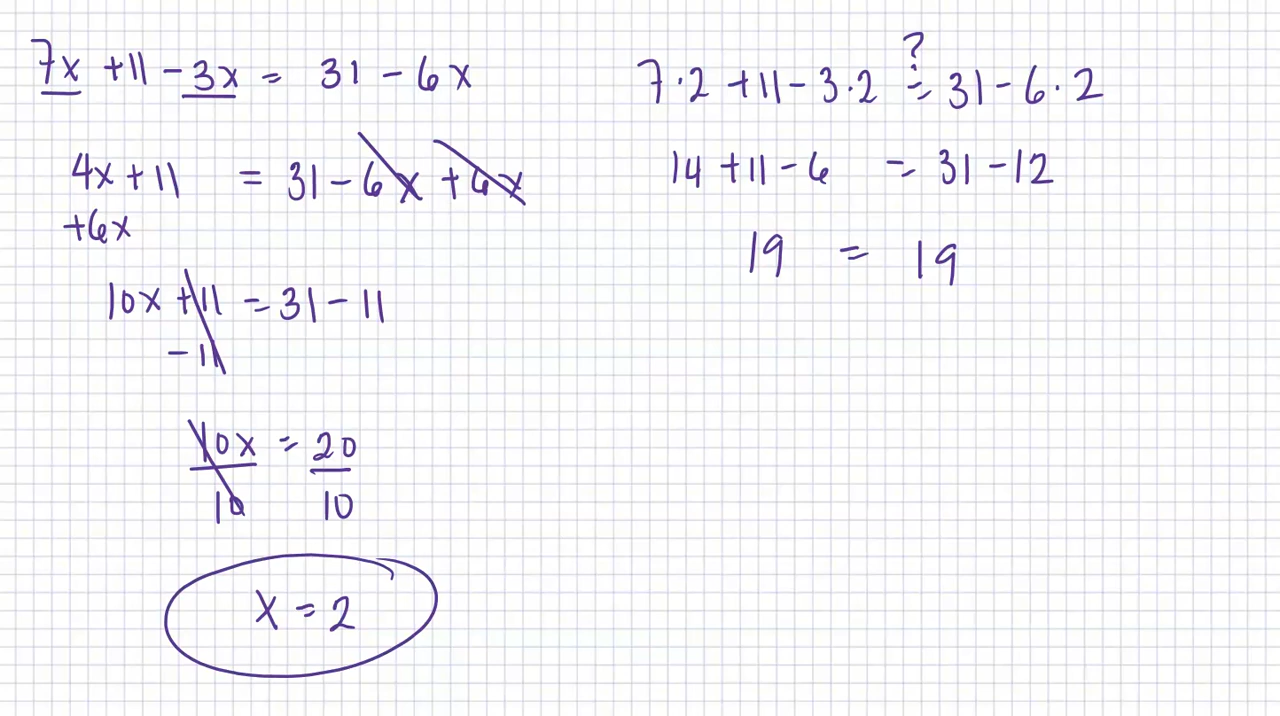 7x + 11 - 3x = 31 - 6x
4x + 11 = 31 - 6x + 6x
+6x
10x + 11 = 31 - 11
- 11
10x = 20
10 10
x = 2
?
7·2 + 11 - 3·2 = 31 - 6·2
14 + 11 - 6 = 31 - 12
19 = 19